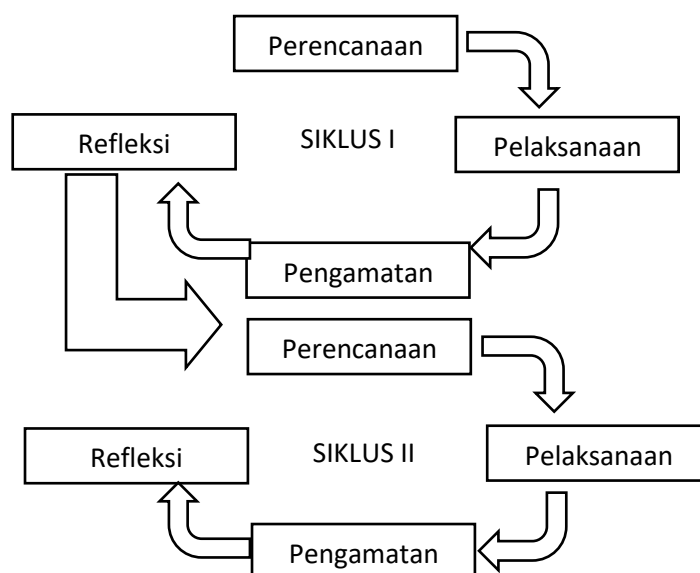 Perencanaan
Refleksi
SIKLUS I
Pelaksanaan
Pengamatan
Perencanaan
Refleksi
SIKLUS II
Pelaksanaan
Pengamatan